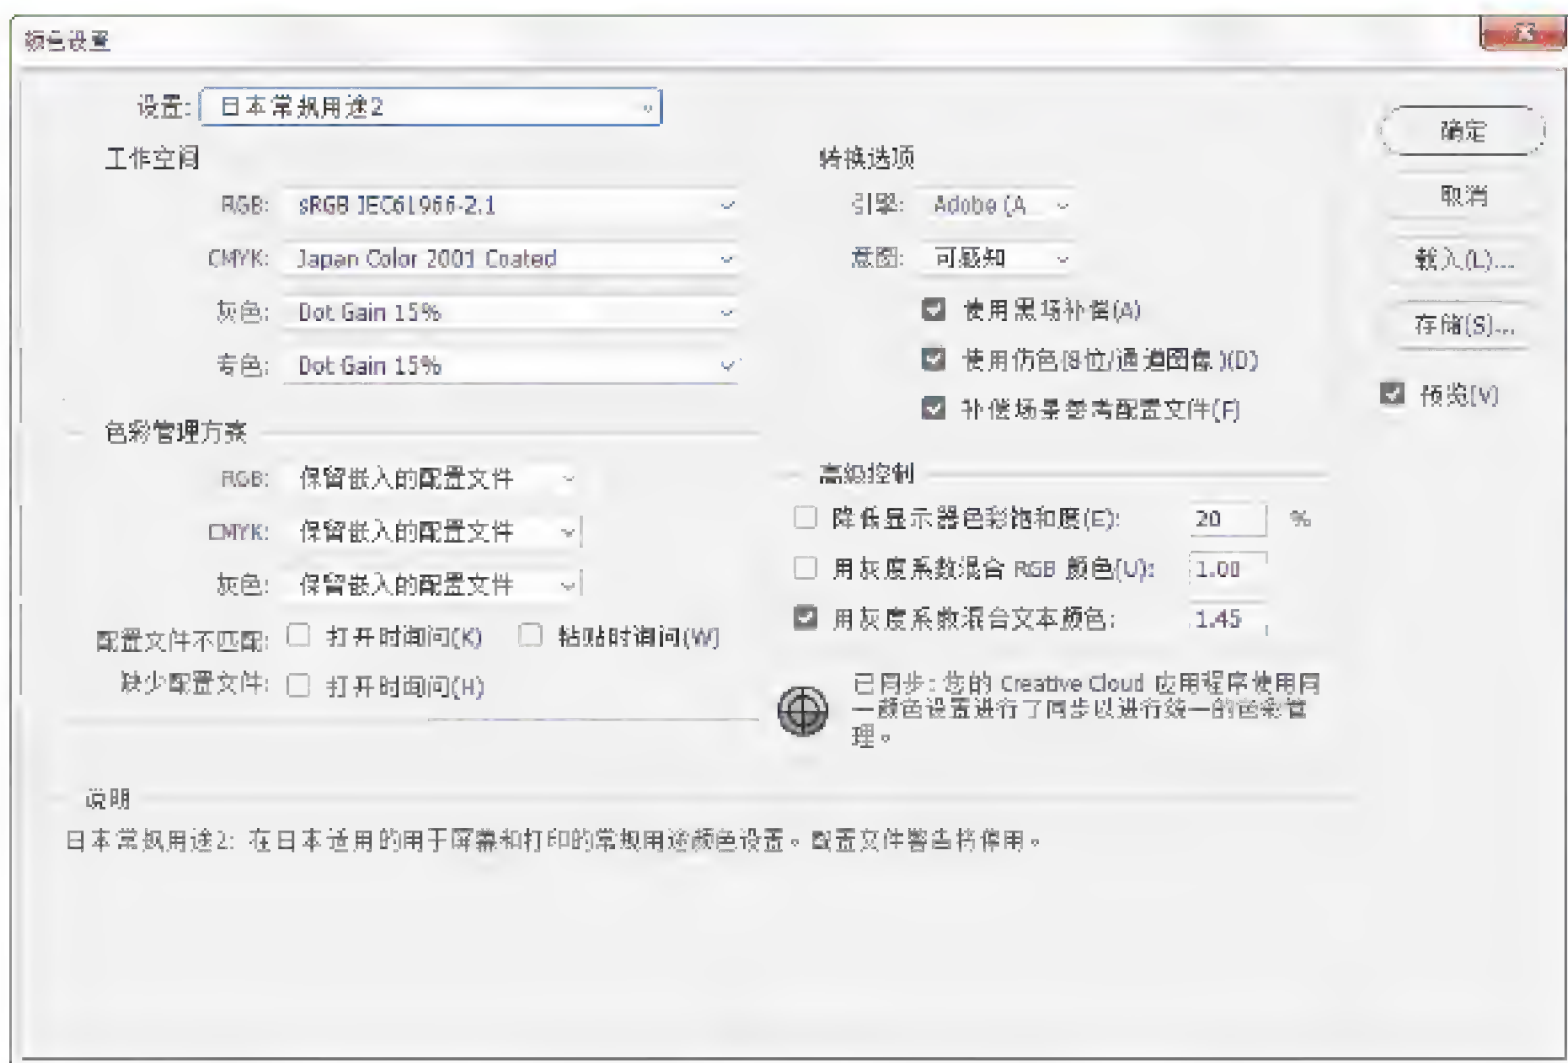 颜色设置
设置: 日本常规用途2
工作空间
RGB: sRGB IEC61966-2.1
CMYK: Japan Color 2001 Coated
灰色: Dot Gain 15%
专色: Dot Gain 15%
色彩管理方案
RGB: 保留嵌入的配置文件
CMYK: 保留嵌入的配置文件
灰色: 保留嵌入的配置文件
配置文件不匹配: 打开时询问(K) 粘贴时询问(W)
缺少配置文件: 打开时询问(H)
转换选项
引擎: Adobe (A
意图: 可感知
使用黑场补偿(A)
使用仿色(8位/通道图像)(D)
补偿场景参考配置文件(F)
高级控制
降低显示器色彩饱和度(E): 20 %
用灰度系数混合 RGB 颜色(U): 1.00
用灰度系数混合文本颜色: 1.45
已同步: 您的 Creative Cloud 应用程序使用同
一颜色设置进行了同步以进行统一的色彩管
理。
确定
取消
载入(L)...
存储(S)...
预览(V)
说明
日本常规用途2: 在日本适用的用于屏幕和打印的常规用途颜色设置。配置文件警告将停用。